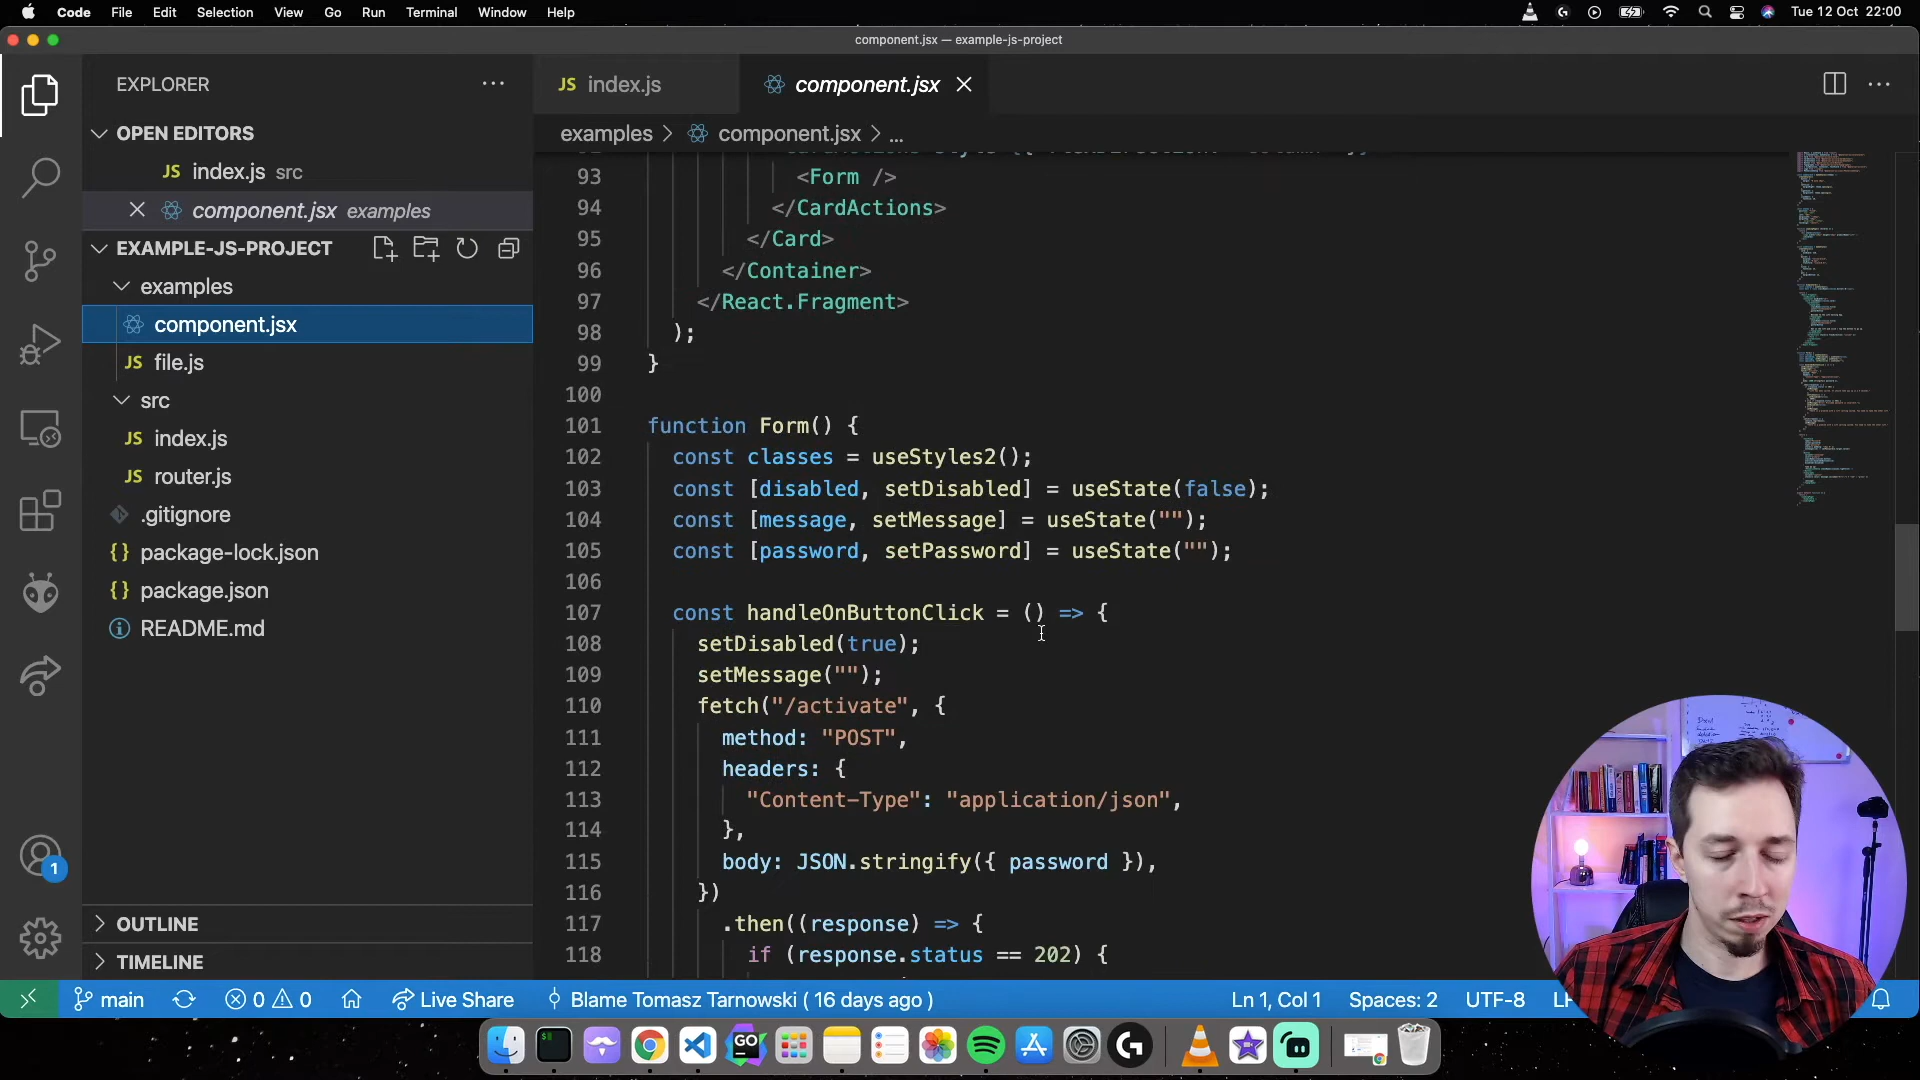 Code File Edit Selection View Go Run Terminal Window Help Tue 12 Oct 22:00
component.jsx — example-js-project
EXPLORER
OPEN EDITORS
JS index.js src
component.jsx examples
EXAMPLE-JS-PROJECT
examples
component.jsx
JS file.js
src
JS index.js
JS router.js
.gitignore
{} package-lock.json
{} package.json
README.md
OUTLINE
TIMELINE
JS index.js component.jsx
examples > component.jsx > ...
93 <Form />
94 </CardActions>
95 </Card>
96 </Container>
97 </React.Fragment>
98 );
99 }
100
101 function Form() {
102 const classes = useStyles2();
103 const [disabled, setDisabled] = useState(false);
104 const [message, setMessage] = useState("");
105 const [password, setPassword] = useState("");
106
107 const handleOnButtonClick = () => {
108 setDisabled(true);
109 setMessage("");
110 fetch("/activate", {
111 method: "POST",
112 headers: {
113 "Content-Type": "application/json",
114 },
115 body: JSON.stringify({ password }),
116 })
117 .then((response) => {
118 if (response.status == 202) {
1
main 0 0 Live Share Blame Tomasz Tarnowski ( 16 days ago ) Ln 1, Col 1 Spaces: 2 UTF-8
GO